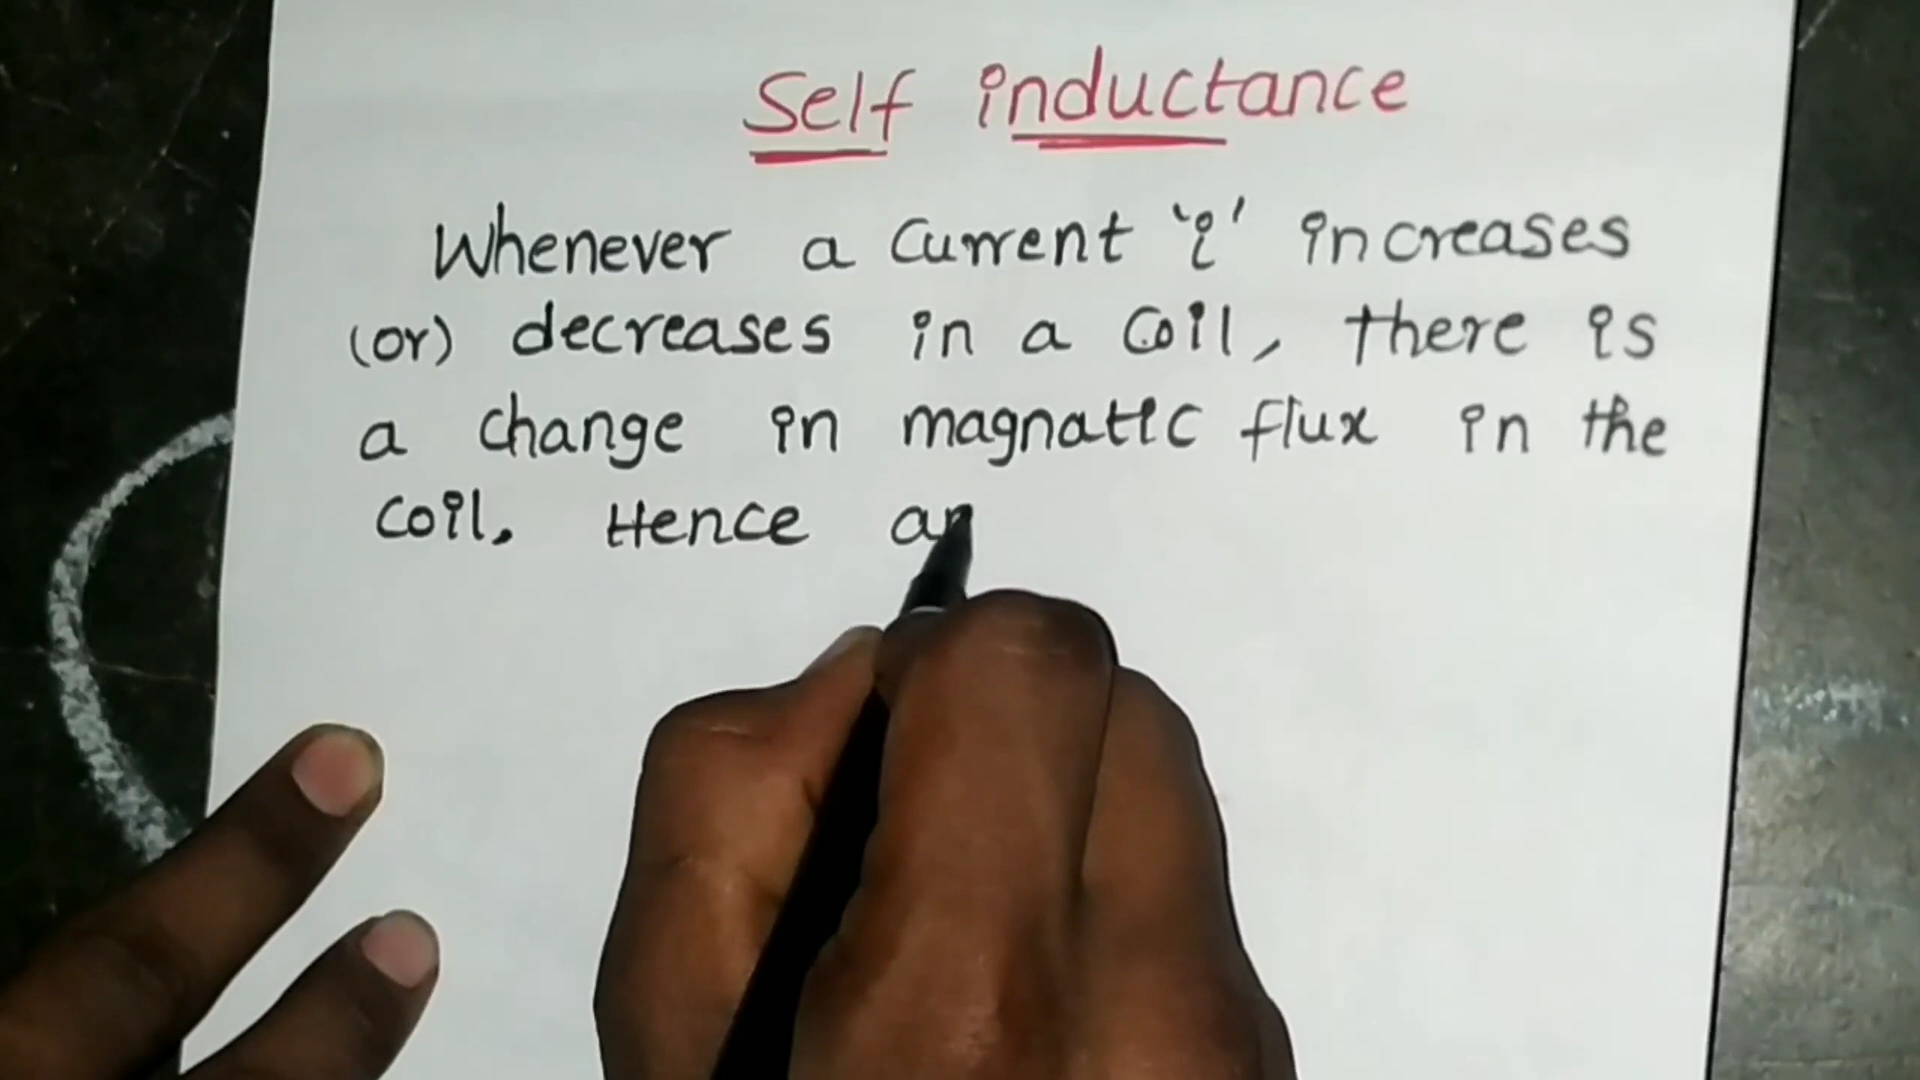 Self inductance
Whenever a current 'i' increases
(or) decreases in a coil, there is
a change in magnatic flux in the
coil. Hence an